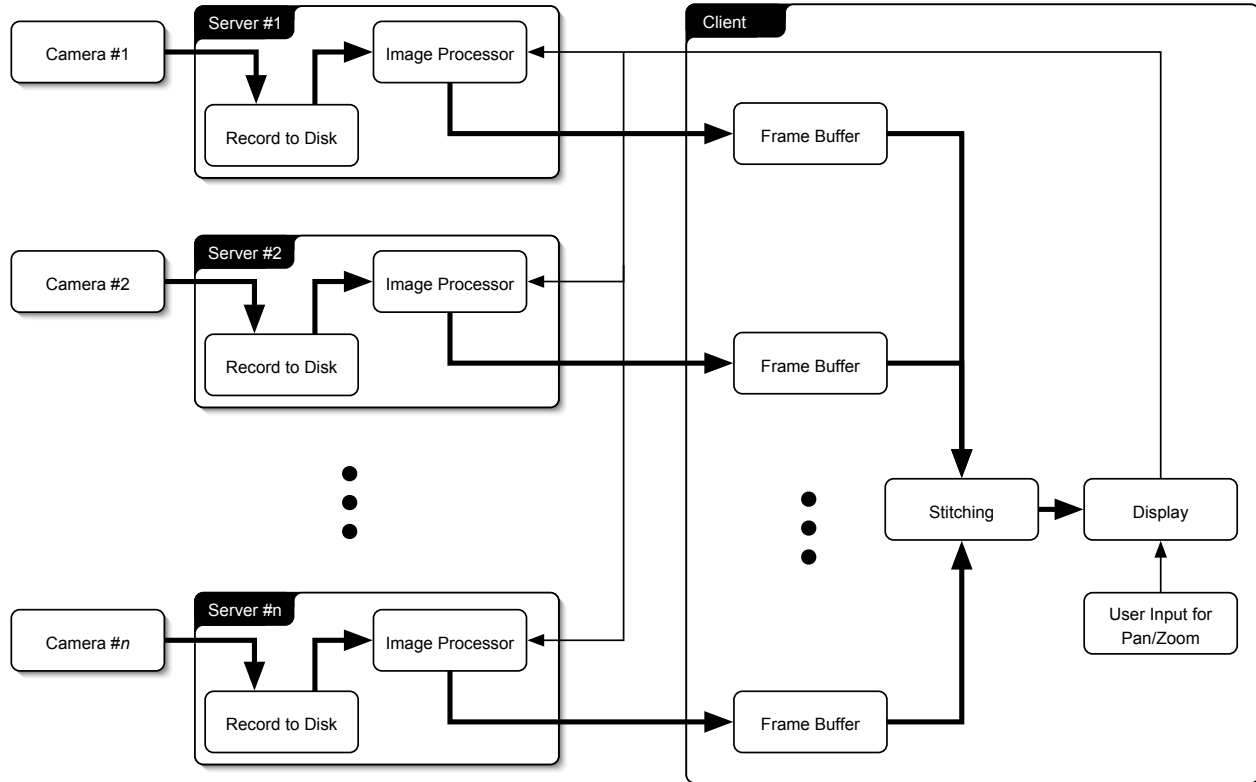 Server #1
Client
Camera #1
Image Processor
Record to Disk
Frame Buffer
Server #2
Camera #2
Image Processor
Record to Disk
Frame Buffer
Stitching
Display
Server #n
Camera #n
Image Processor
User Input for
Pan/Zoom
Record to Disk
Frame Buffer